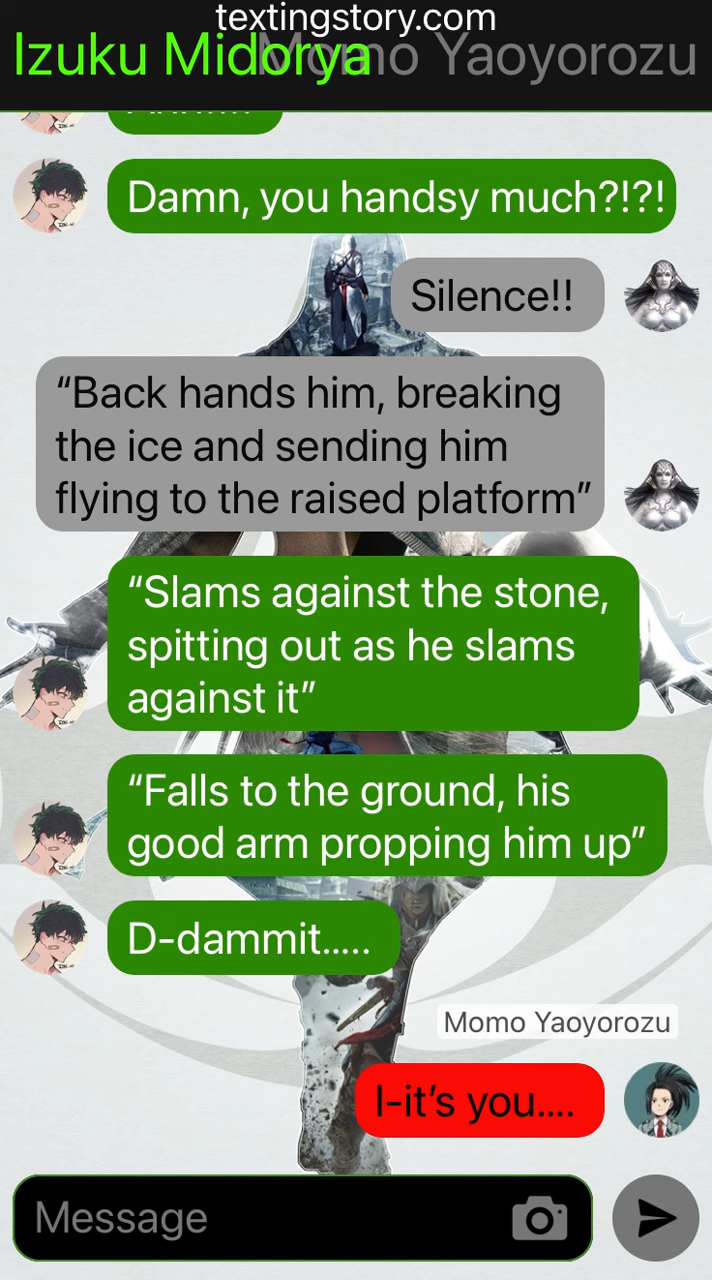 textingstory.com
Izuku Midorya
Momo Yaoyorozu
Damn, you handsy much?!?!
Silence!!
“Back hands him, breaking
the ice and sending him
flying to the raised platform”
“Slams against the stone,
spitting out as he slams
against it”
“Falls to the ground, his
good arm propping him up”
D-dammit.....
Momo Yaoyorozu
I-it’s you....
Message